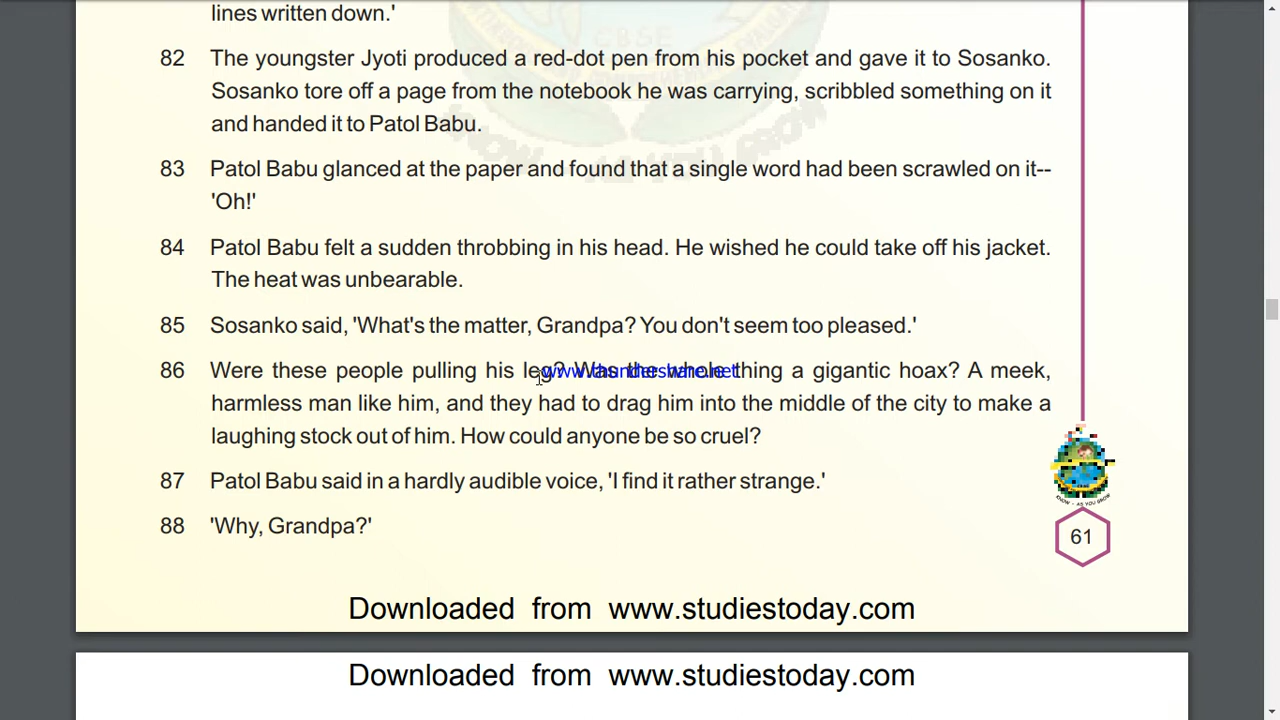 lines written down.'
82 The youngster Jyoti produced a red-dot pen from his pocket and gave it to Sosanko.
Sosanko tore off a page from the notebook he was carrying, scribbled something on it
and handed it to Patol Babu.
83 Patol Babu glanced at the paper and found that a single word had been scrawled on it--
'Oh!'
84 Patol Babu felt a sudden throbbing in his head. He wished he could take off his jacket.
The heat was unbearable.
85 Sosanko said, 'What's the matter, Grandpa? You don't seem too pleased.'
86 Were these people pulling his leg? Was the whole thing a gigantic hoax? A meek,
www.thundershare.net
harmless man like him, and they had to drag him into the middle of the city to make a
laughing stock out of him. How could anyone be so cruel?
87 Patol Babu said in a hardly audible voice, 'I find it rather strange.'
88 'Why, Grandpa?'
61
Downloaded from www.studiestoday.com
Downloaded from www.studiestoday.com
CBSE
KNOW - AS YOU GROW